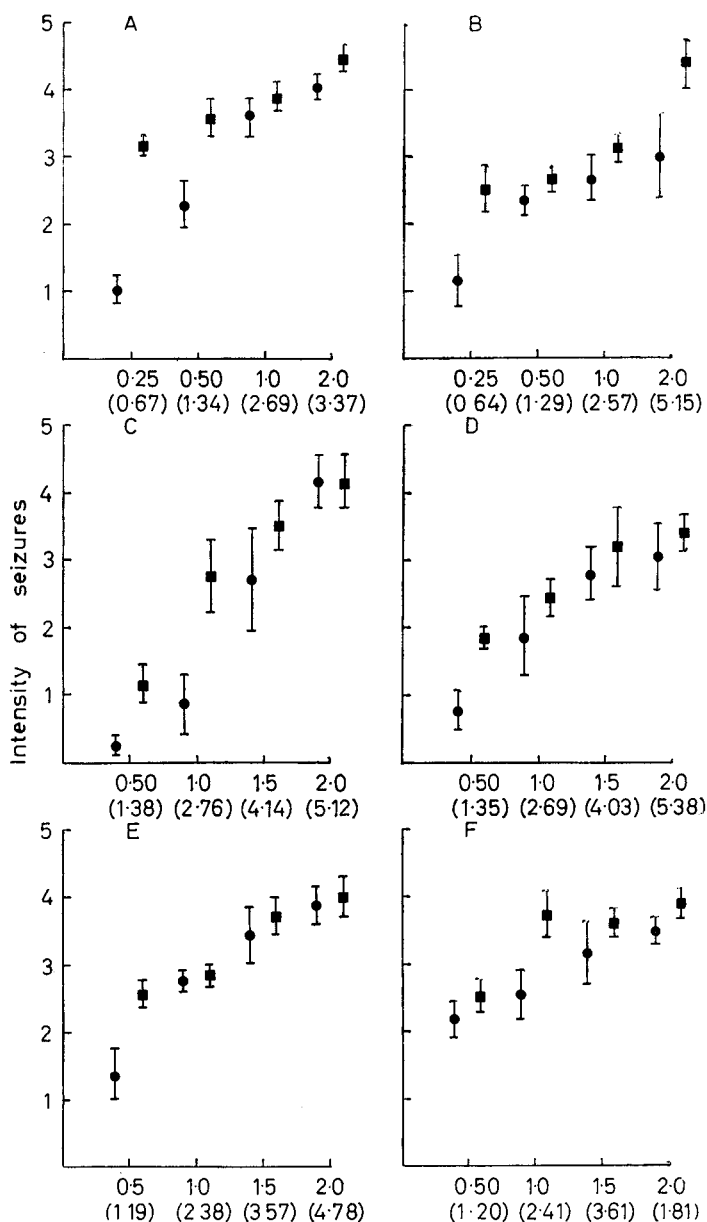 Intensity of seizures
A
5
4
3
2
1
0·25 0·50 1·0 2·0
(0·67) (1·34) (2·69) (3·37)
B
0·25 0·50 1·0 2·0
(0·64) (1·29) (2·57) (5·15)
C
5
4
3
2
1
0·50 1·0 1·5 2·0
(1·38) (2·76) (4·14) (5·12)
D
0·50 1·0 1·5 2·0
(1·35) (2·69) (4·03) (5·38)
E
5
4
3
2
1
0·5 1·0 1·5 2·0
(1·19) (2·38) (3·57) (4·78)
F
0·50 1·0 1·5 2·0
(1·20) (2·41) (3·61) (1·81)